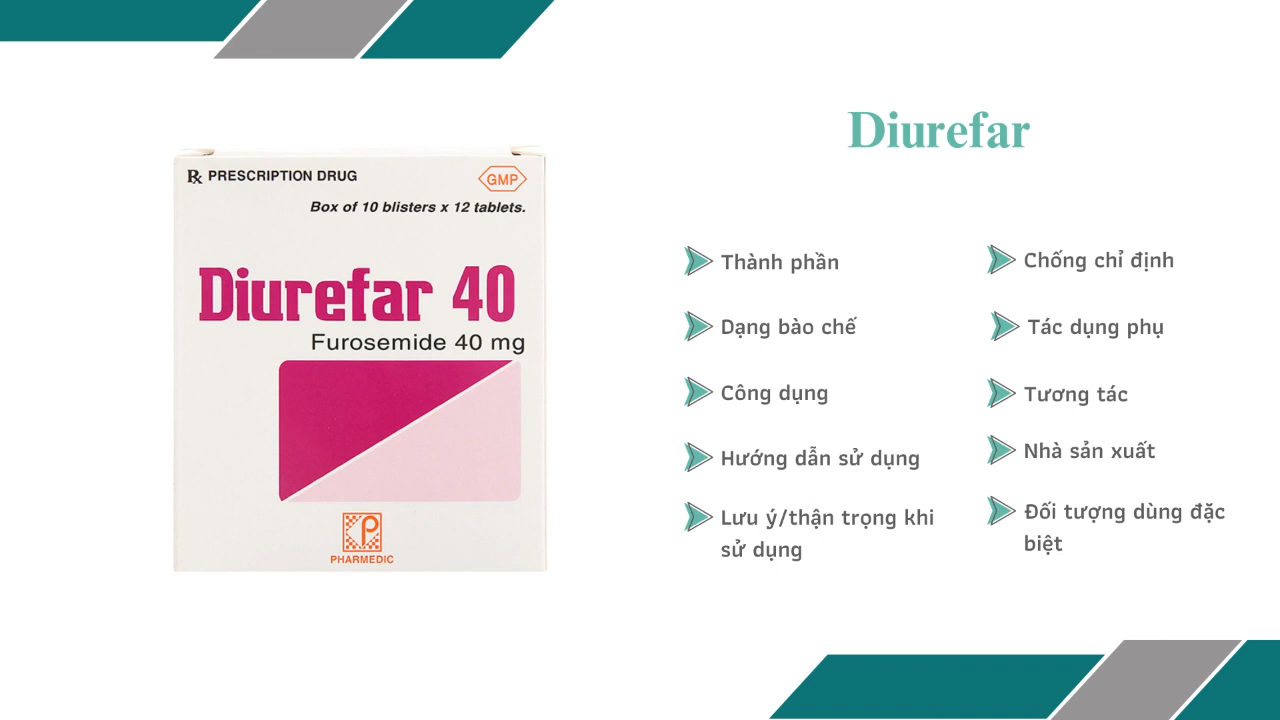 ℞ PRESCRIPTION DRUG
GMP
Box of 10 blisters x 12 tablets.
Diurefar 40
Furosemide 40 mg
P
PHARMEDIC
Diurefar
Thành phần
Dạng bào chế
Công dụng
Hướng dẫn sử dụng
Lưu ý/thận trọng khi
sử dụng
Chống chỉ định
Tác dụng phụ
Tương tác
Nhà sản xuất
Đối tượng dùng đặc
biệt